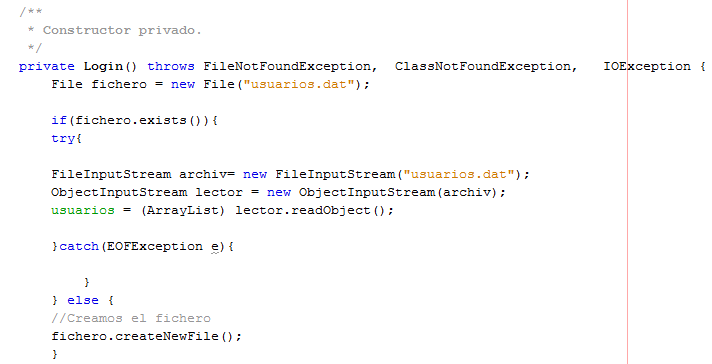 /**
 * Constructor privado.
 */
private Login() throws FileNotFoundException,  ClassNotFoundException,   IOException {
    File fichero = new File("usuarios.dat");
    if(fichero.exists()){
    try{
    FileInputStream archiv= new FileInputStream("usuarios.dat");
    ObjectInputStream lector = new ObjectInputStream(archiv);
    usuarios = (ArrayList) lector.readObject();
    }catch(EOFException e){
        }
    } else {
    //Creamos el fichero
    fichero.createNewFile();
    }